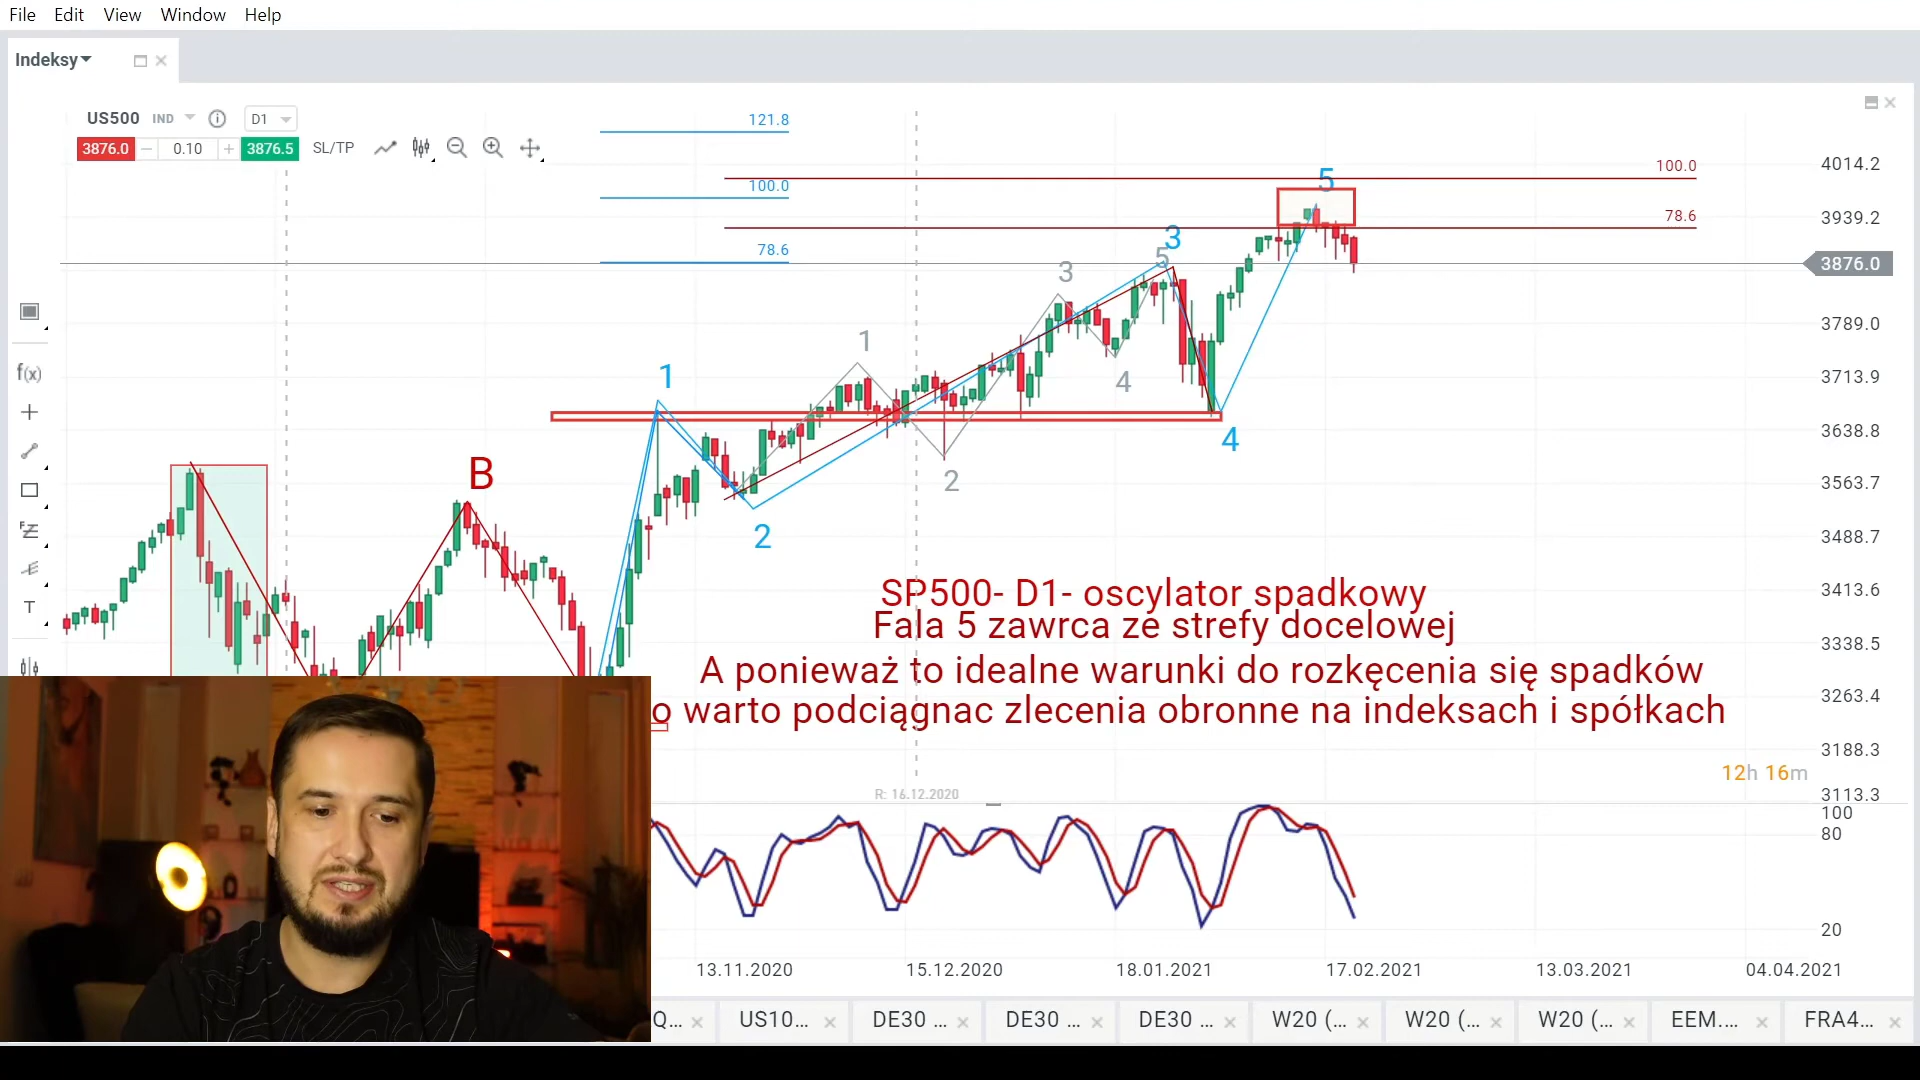 File Edit View Window Help
Indeksy
US500 IND D1
3876.0 0.10 3876.5 SL/TP
121.8
100.0
78.6
100.0
78.6
4014.2
3939.2
3876.0
3789.0
3713.9
3638.8
3563.7
3488.7
3413.6
3338.5
3263.4
3188.3
3113.3
5
3
5
3
1
1
4
4
B
2
2
f(x)
T
SP500- D1- oscylator spadkowy
Fala 5 zawrca ze strefy docelowej
A ponieważ to idealne warunki do rozkęcenia się spadków
o warto podciągnac zlecenia obronne na indeksach i spółkach
12h 16m
R: 16.12.2020
100
80
20
13.11.2020 15.12.2020 18.01.2021 17.02.2021 13.03.2021 04.04.2021
Q... US10... DE30 ... DE30 ... DE30 ... W20 (... W20 (... W20 (... EEM.... FRA4...